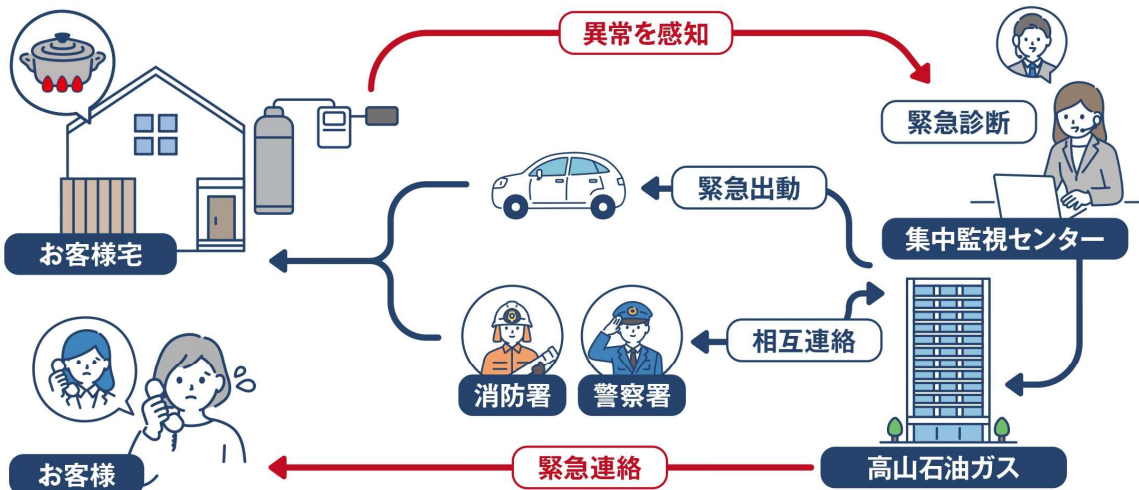 異常を感知
緊急診断
緊急出動
お客様宅
集中監視センター
相互連絡
消防署
警察署
お客様
緊急連絡
高山石油ガス